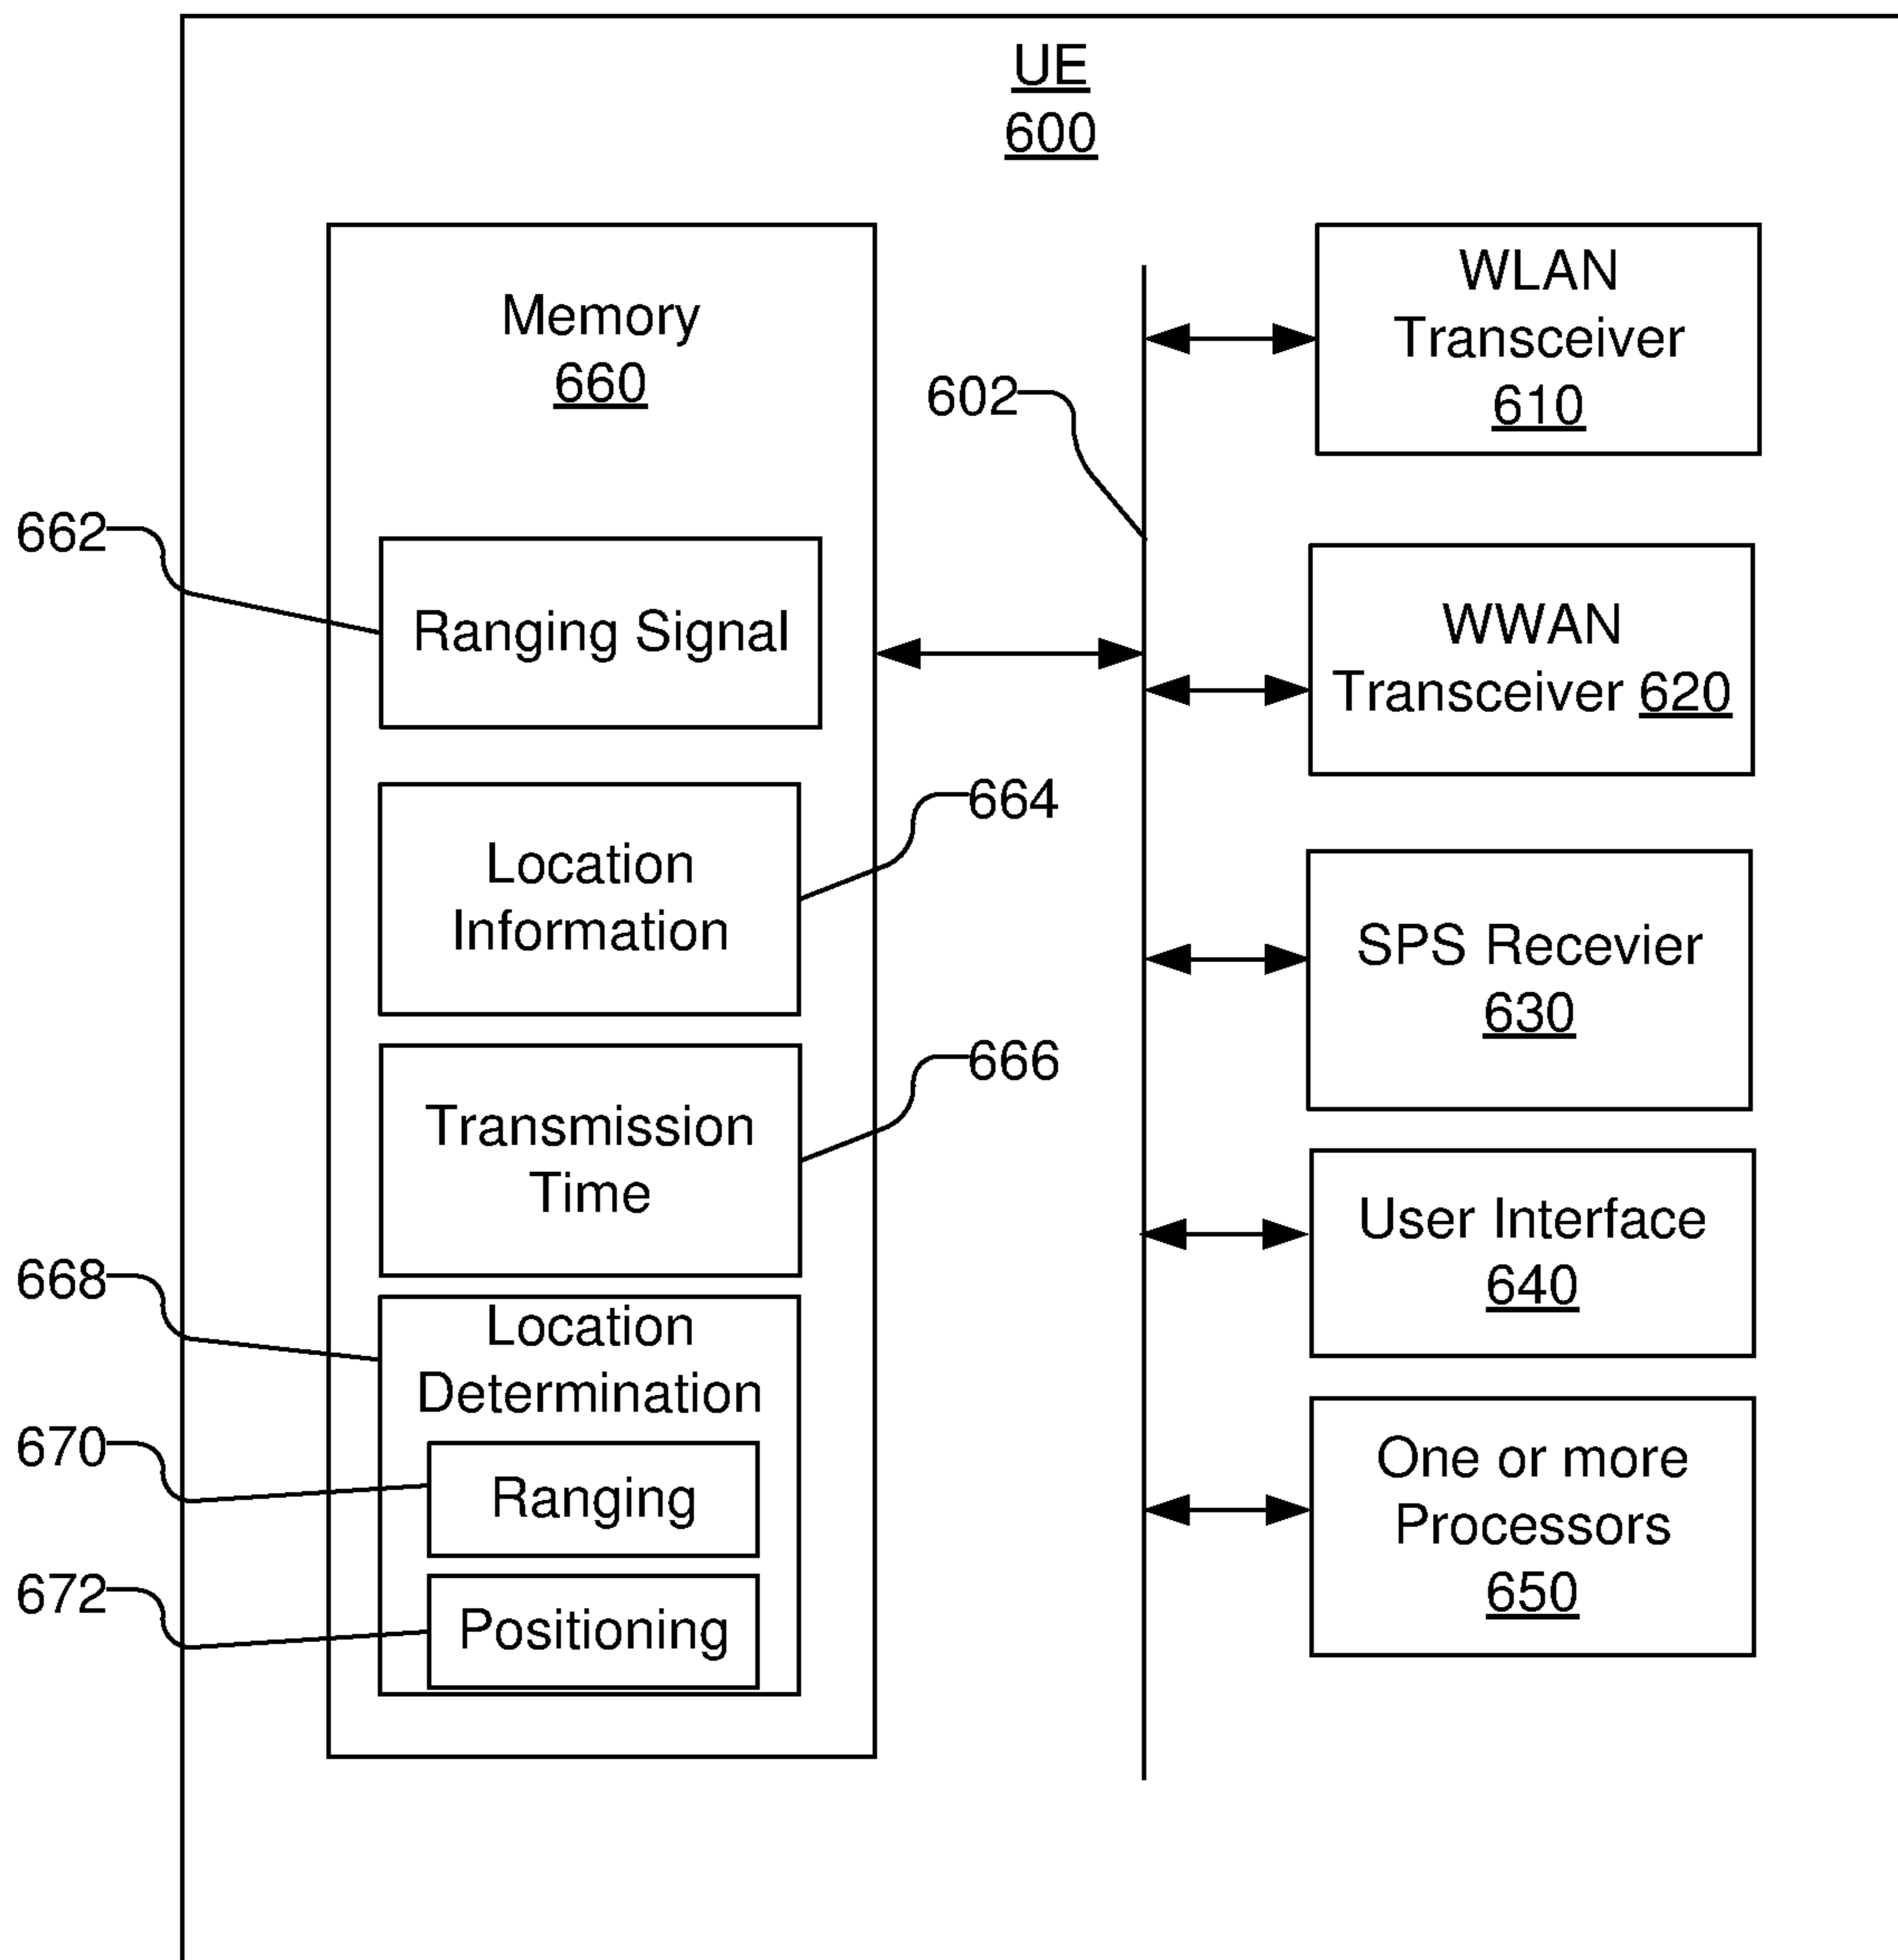 UE
600
Memory
660
662
Ranging Signal
664
Location
Information
666
Transmission
Time
668
Location
Determination
670
Ranging
672
Positioning
602
WLAN
Transceiver
610
WWAN
Transceiver 620
SPS Recevier
630
User Interface
640
One or more
Processors
650